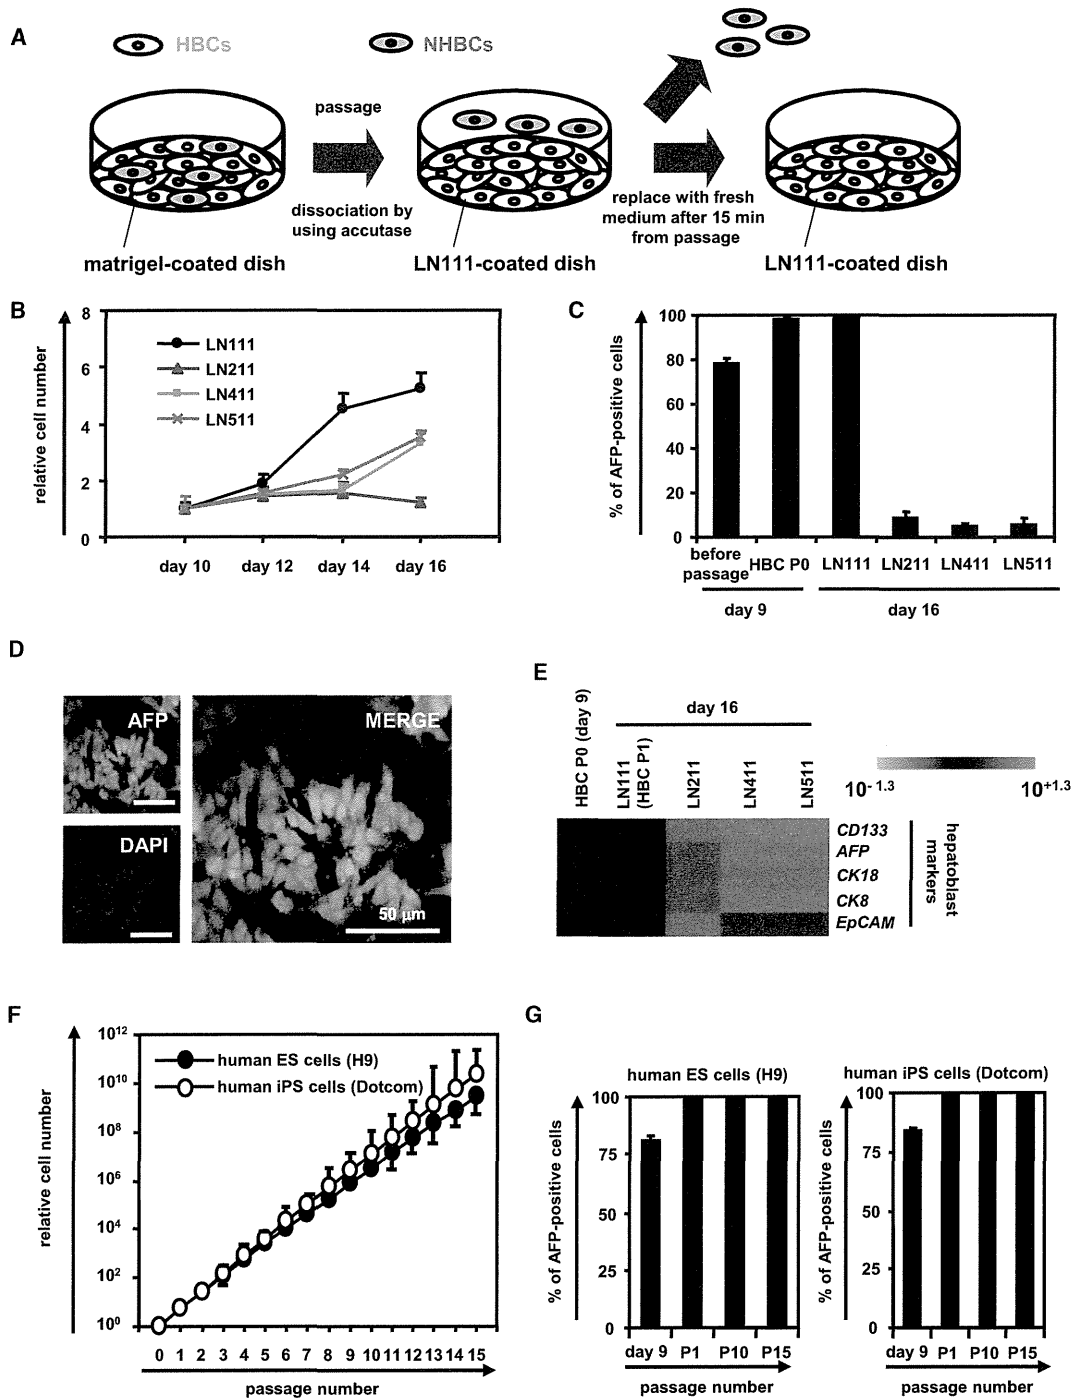 A
HBCs
NHBCs
passage
dissociation by
using accutase
replace with fresh
medium after 15 min
from passage
matrigel-coated dish
LN111-coated dish
LN111-coated dish
B
relative cell number
8
6
4
2
0
LN111
LN211
LN411
LN511
day 10
day 12
day 14
day 16
C
% of AFP-positive cells
100
80
60
40
20
0
before
passage
HBC P0
LN111
LN211
LN411
LN511
day 9
day 16
D
AFP
DAPI
MERGE
50 μm
E
HBC P0 (day 9)
day 16
LN111
(HBC P1)
LN211
LN411
LN511
10-1.3
10+1.3
CD133
AFP
CK18
CK8
EpCAM
hepatoblast
markers
F
relative cell number
10¹²
10¹⁰
10⁸
10⁶
10⁴
10²
10⁰
human ES cells (H9)
human iPS cells (Dotcom)
0 1 2 3 4 5 6 7 8 9 10 11 12 13 14 15
passage number
G
human ES cells (H9)
% of AFP-positive cells
100
75
50
25
0
day 9 P1 P10 P15
passage number
human iPS cells (Dotcom)
% of AFP-positive cells
100
75
50
25
0
day 9 P1 P10 P15
passage number